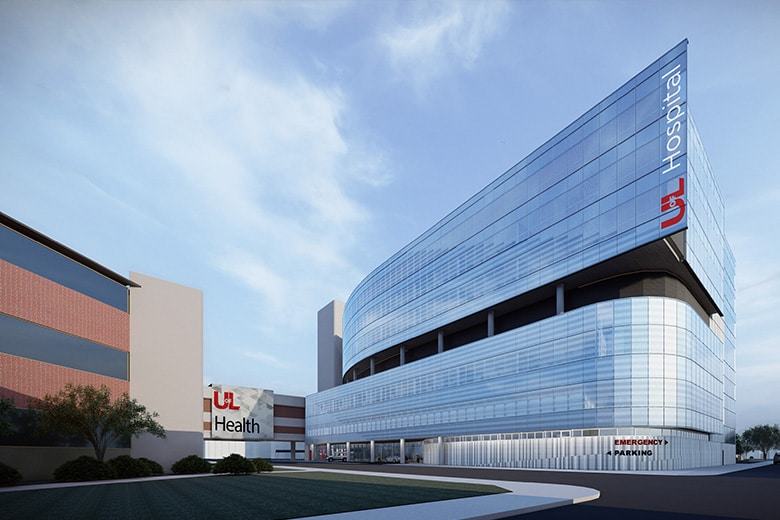 UofL Health
UofL Hospital
EMERGENCY
PARKING